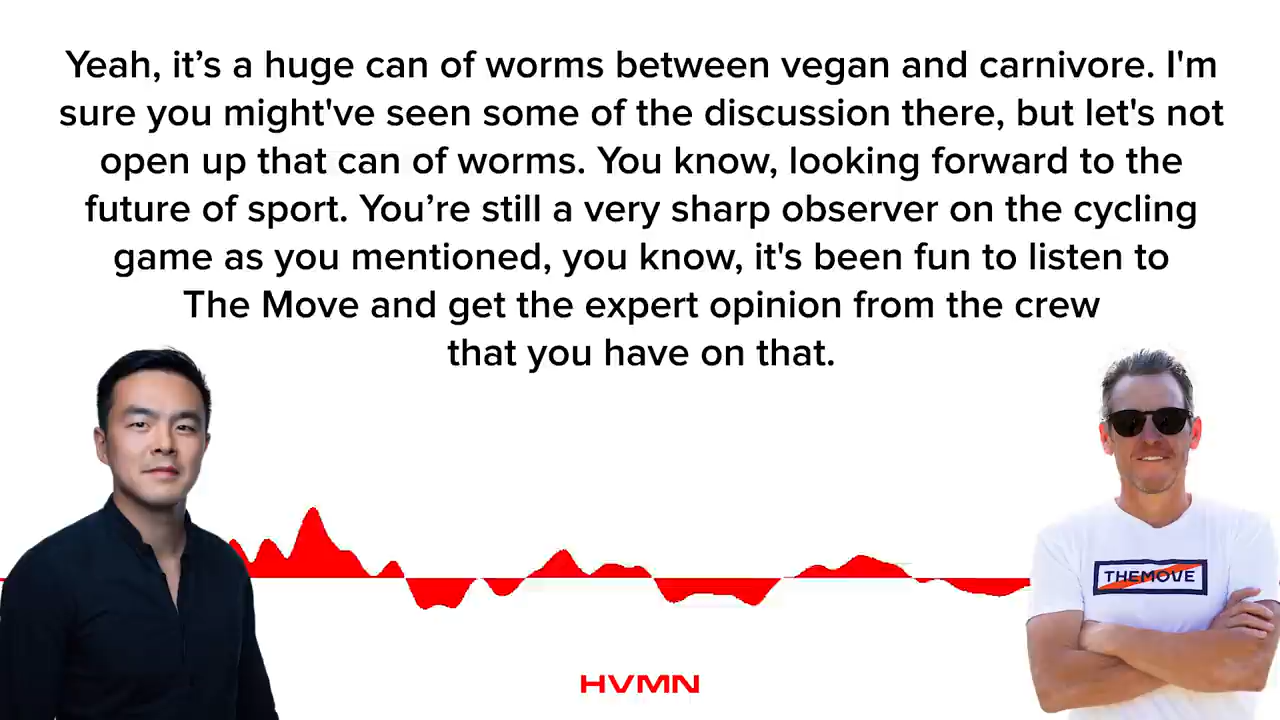 Yeah, it’s a huge can of worms between vegan and carnivore. I'm
sure you might've seen some of the discussion there, but let's not
open up that can of worms. You know, looking forward to the
future of sport. You’re still a very sharp observer on the cycling
game as you mentioned, you know, it's been fun to listen to
The Move and get the expert opinion from the crew
that you have on that.
THEMOVE
HVMN